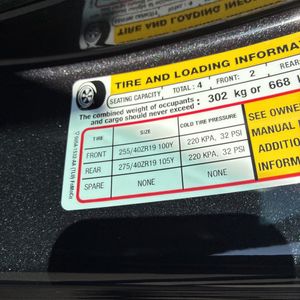 TIRE AND LOADING INFORMA
SEATING CAPACITY TOTAL: 4 FRONT: 2 REAR:
The combined weight of occupants and cargo should never exceed: 302 kg or 668
TIRE SIZE COLD TIRE PRESSURE
FRONT 255/40ZR19 100Y 220 KPA, 32 PSI
REAR 275/40ZR19 105Y 220 KPA, 32 PSI
SPARE NONE NONE
SEE OWNE
MANUAL
ADDITIO
INFORM